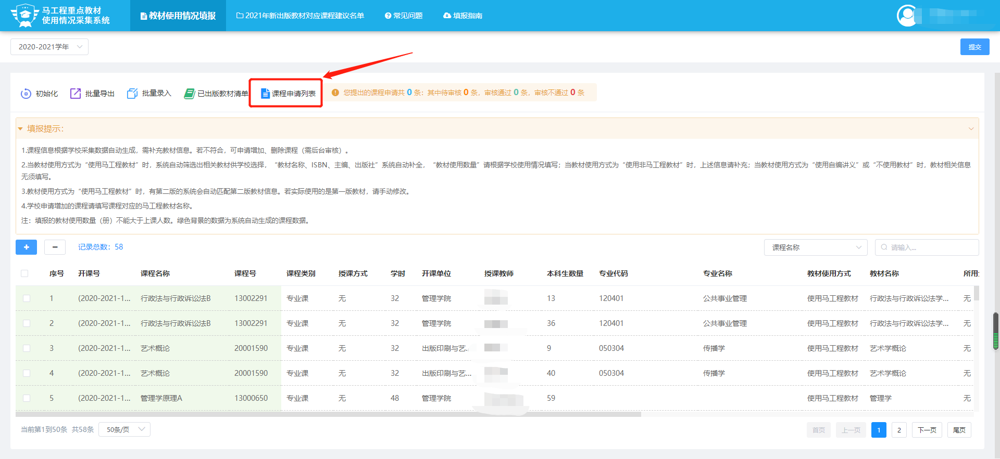 马工程重点教材
使用情况采集系统
教材使用情况填报
2021年新出版教材对应课程建议名单
常见问题
填报指南
2020-2021学年
提交
初始化
批量导出
批量录入
已出版教材清单
课程申请列表
您提出的课程申请共 0 条：其中待审核 0 条，审核通过 0 条，审核不通过 0 条
填报提示：
1.课程信息根据学校采集数据自动生成，需补充教材信息。若不符合，可申请增加、删除课程（需后台审核）。
2.当教材使用方式为“使用马工程教材”时，系统自动筛选出相关教材供学校选择，“教材名称、ISBN、主编、出版社”系统自动补全，“教材使用数量”请根据学校使用情况填写；当教材使用方式为“使用非马工程教材”时，上述信息请补充；当教材使用方式为“使用自编讲义”或“不使用教材”时，教材相关信息
无须填写。
3.教材使用方式为“使用马工程教材”时，有第二版的系统会自动匹配第二版教材信息。若实际使用的是第一版教材，请手动修改。
4.学校申请增加的课程请填写课程对应的马工程教材名称。
注：填报的教材使用数量（册）不能大于上课人数。绿色背景的数据为系统自动生成的课程数据。
+ − 记录总数：58 课程名称 请输入...
序号 开课号 课程名称 课程号 课程类别 授课方式 学时 开课单位 授课教师 本科生数量 专业代码 专业名称 教材使用方式 教材名称 所用
1 (2020-2021-1... 行政法与行政诉讼法B 13002291 专业课 无 32 管理学院 13 120401 公共事业管理 使用马工程教材 行政法与行政诉讼法学... 无
2 (2020-2021-1... 行政法与行政诉讼法B 13002291 专业课 无 32 管理学院 36 120401 公共事业管理 使用马工程教材 行政法与行政诉讼法学... 无
3 (2020-2021-1... 艺术概论 20001590 专业课 无 32 出版印刷与艺... 9 050304 传播学 使用马工程教材 艺术学概论 无
4 (2020-2021-1... 艺术概论 20001590 专业课 无 32 出版印刷与艺... 40 050304 传播学 使用马工程教材 艺术学概论 无
5 (2020-2021-1... 管理学原理A 13000650 专业课 无 48 管理学院 59 使用马工程教材 管理学 无
当前第1到50条 共58条 50条/页 首页 上一页 1 2 下一页 尾页